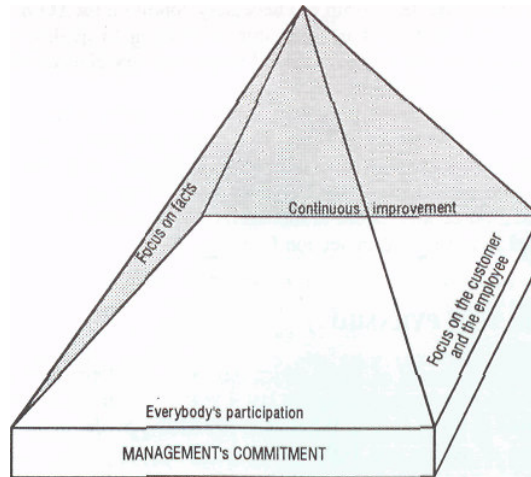 Focus on facts
Continuous improvement
Focus on the customer
and the employee
Everybody's participation
MANAGEMENT's COMMITMENT